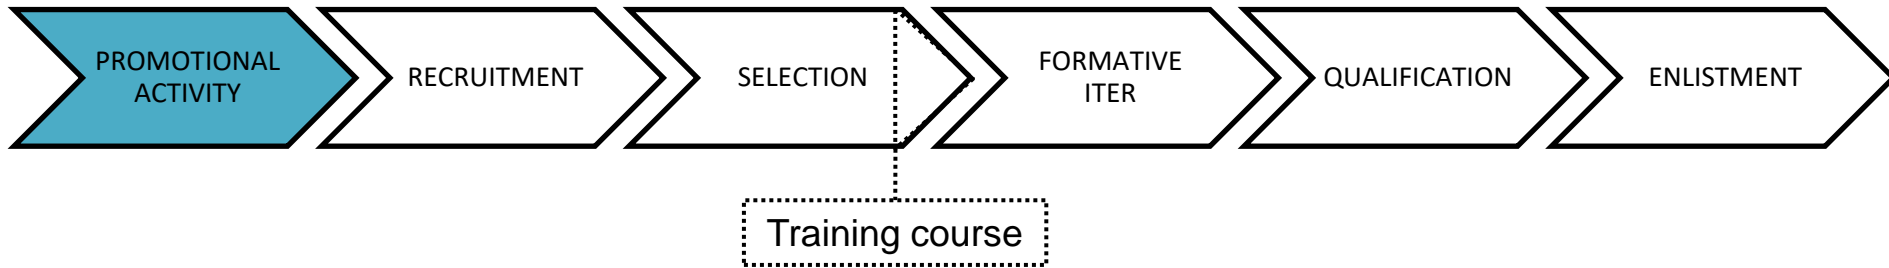 PROMOTIONAL
ACTIVITY
RECRUITMENT
SELECTION
FORMATIVE
ITER
QUALIFICATION
ENLISTMENT
Training course